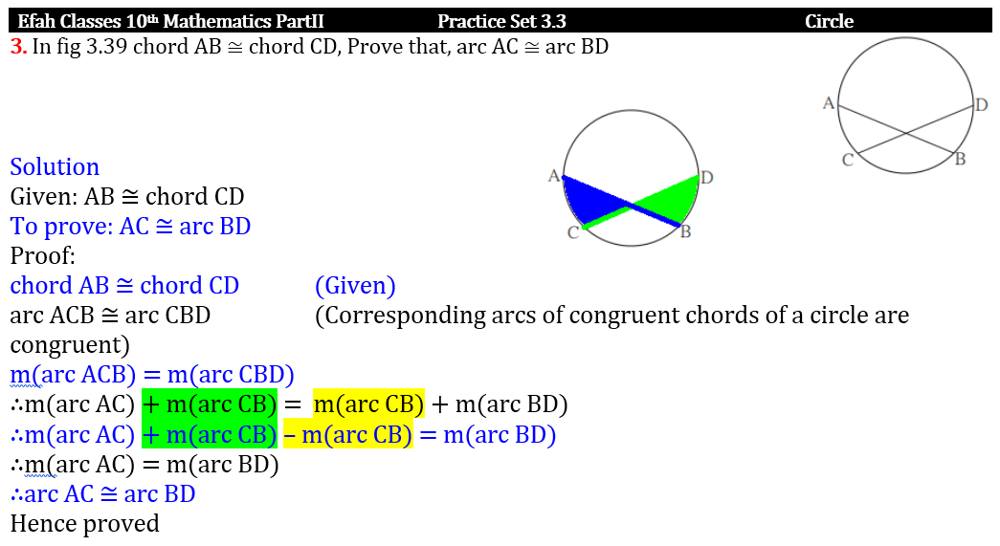 Efah Classes 10th Mathematics PartII Practice Set 3.3 Circle
3. In fig 3.39 chord AB ≅ chord CD, Prove that, arc AC ≅ arc BD
A
D
C
B
A
D
C
B
Solution
Given: AB ≅ chord CD
To prove: AC ≅ arc BD
Proof:
chord AB ≅ chord CD (Given)
arc ACB ≅ arc CBD (Corresponding arcs of congruent chords of a circle are
congruent)
m(arc ACB) = m(arc CBD)
∴m(arc AC) + m(arc CB) = m(arc CB) + m(arc BD)
∴m(arc AC) + m(arc CB) – m(arc CB) = m(arc BD)
∴m(arc AC) = m(arc BD)
∴arc AC ≅ arc BD
Hence proved